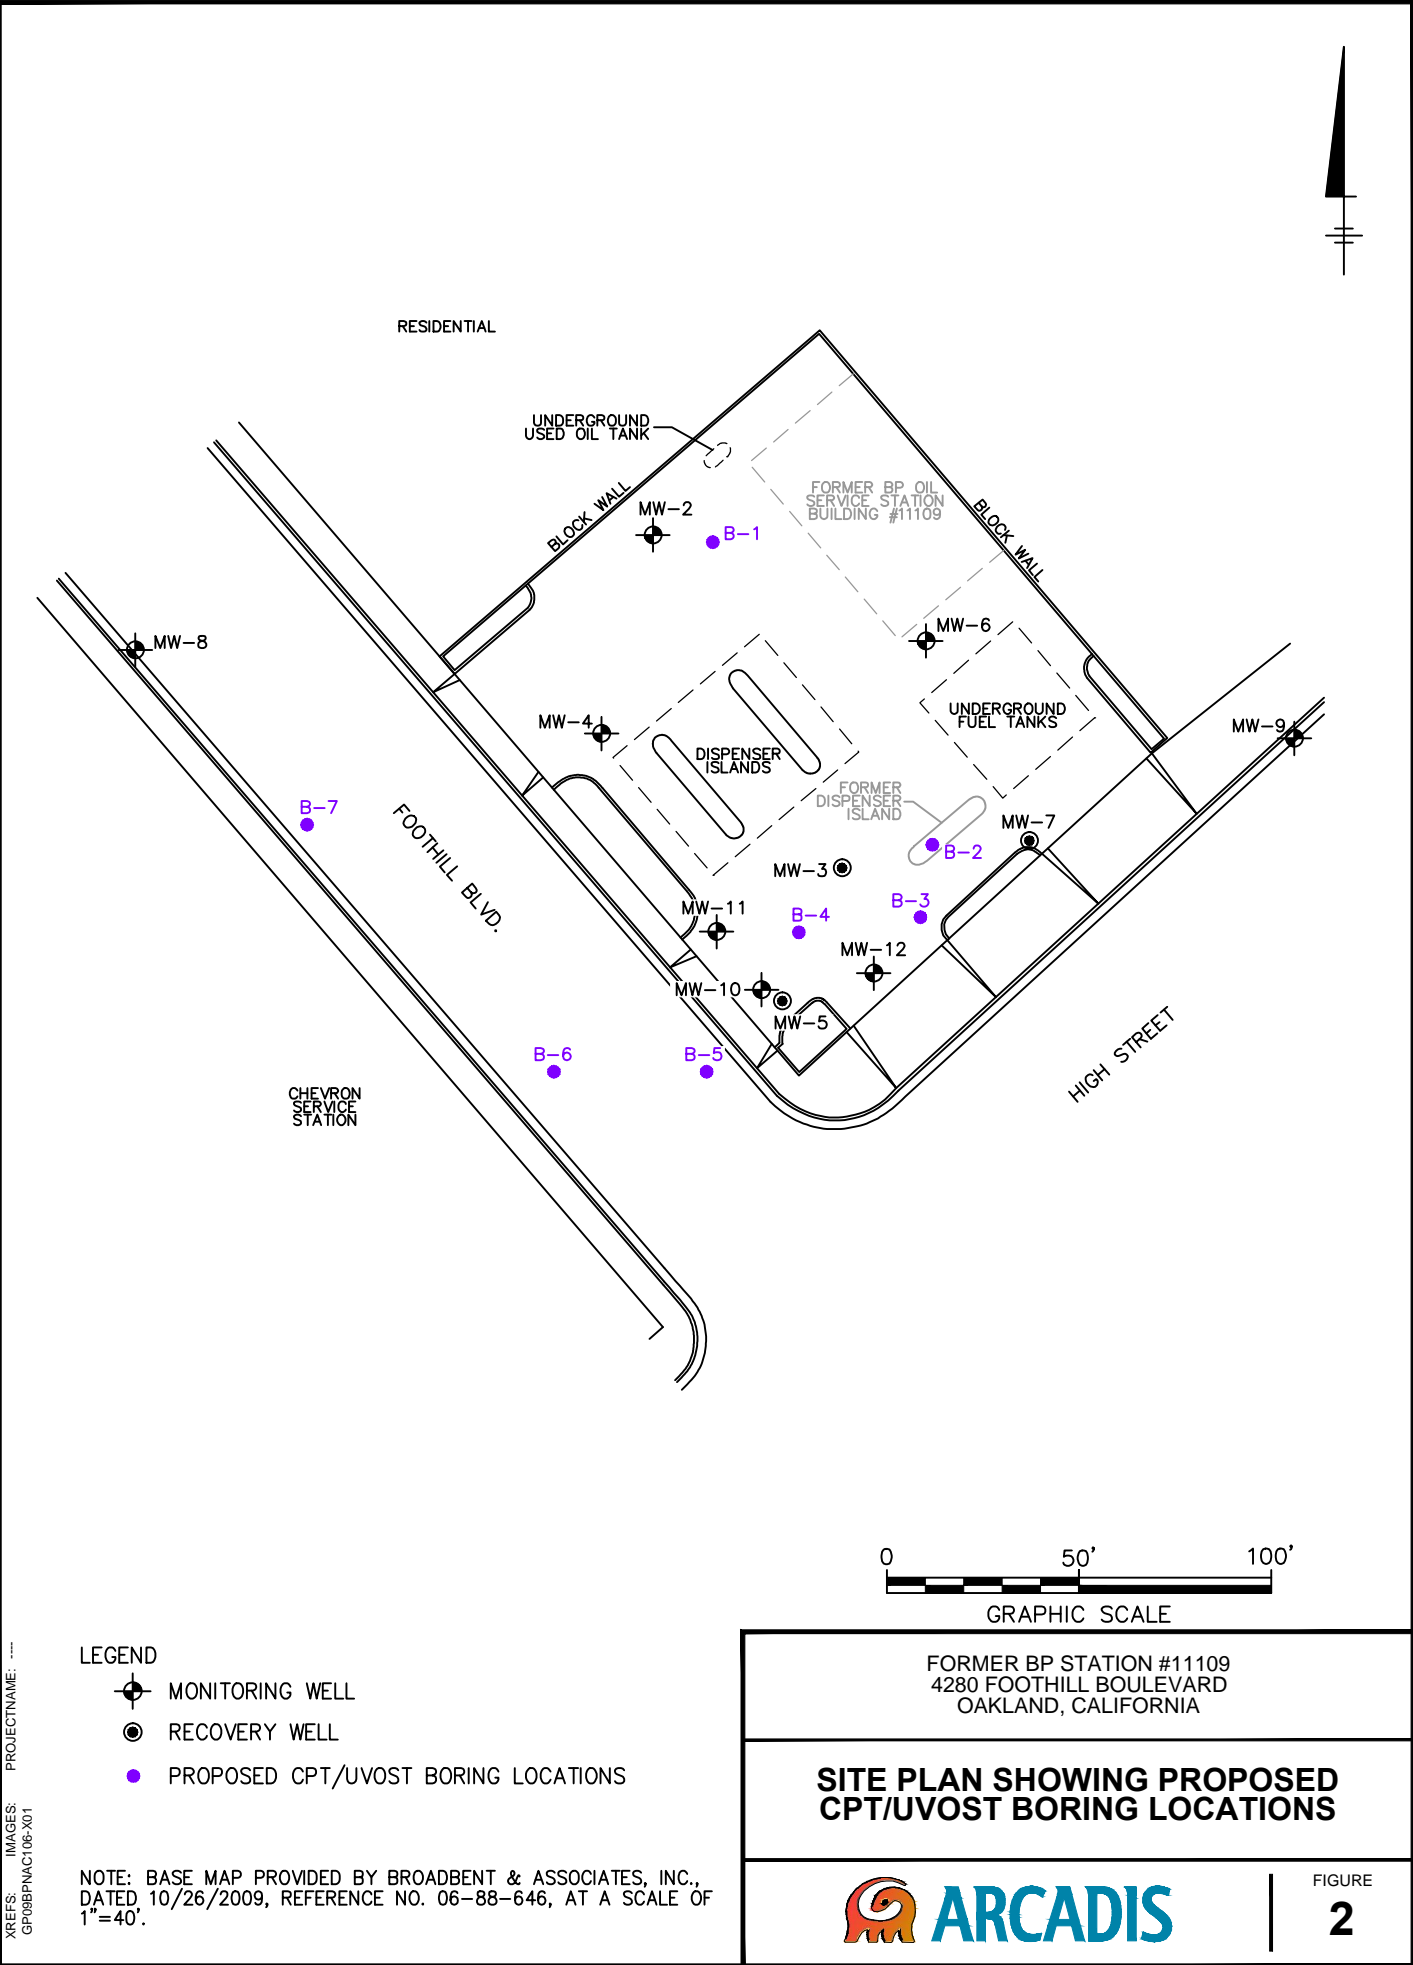 RESIDENTIAL
UNDERGROUND
USED OIL TANK
BLOCK WALL
MW-2
B-1
FORMER BP OIL
SERVICE STATION
BUILDING #11109
BLOCK WALL
MW-6
MW-8
MW-4
UNDERGROUND
FUEL TANKS
MW-9
DISPENSER
ISLANDS
FORMER
DISPENSER
ISLAND
B-7
FOOTHILL BLVD.
MW-7
B-2
MW-3
B-3
MW-11
B-4
MW-12
MW-10
MW-5
B-6
B-5
HIGH STREET
CHEVRON
SERVICE
STATION
0 50' 100'
GRAPHIC SCALE
LEGEND
MONITORING WELL
RECOVERY WELL
PROPOSED CPT/UVOST BORING LOCATIONS
NOTE: BASE MAP PROVIDED BY BROADBENT & ASSOCIATES, INC.,
DATED 10/26/2009, REFERENCE NO. 06-88-646, AT A SCALE OF
1"=40'.
FORMER BP STATION #11109
4280 FOOTHILL BOULEVARD
OAKLAND, CALIFORNIA
SITE PLAN SHOWING PROPOSED
CPT/UVOST BORING LOCATIONS
ARCADIS
FIGURE
2
XREFS: IMAGES: PROJECTNAME: ----
GP09BPNAC106-X01